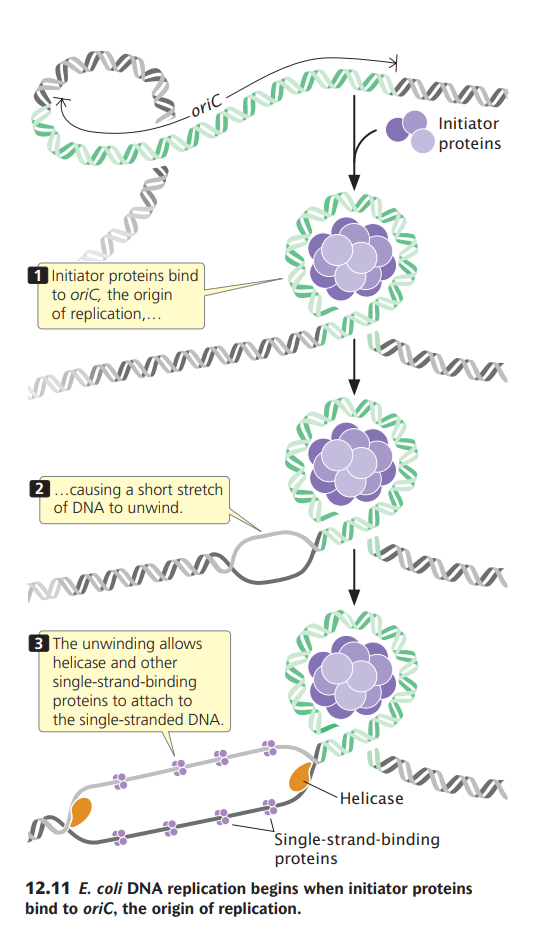 oriC
Initiator
proteins
1 Initiator proteins bind
to oriC, the origin
of replication,…
2 …causing a short stretch
of DNA to unwind.
3 The unwinding allows
helicase and other
single-strand-binding
proteins to attach to
the single-stranded DNA.
Helicase
Single-strand-binding
proteins
12.11 E. coli DNA replication begins when initiator proteins
bind to oriC, the origin of replication.